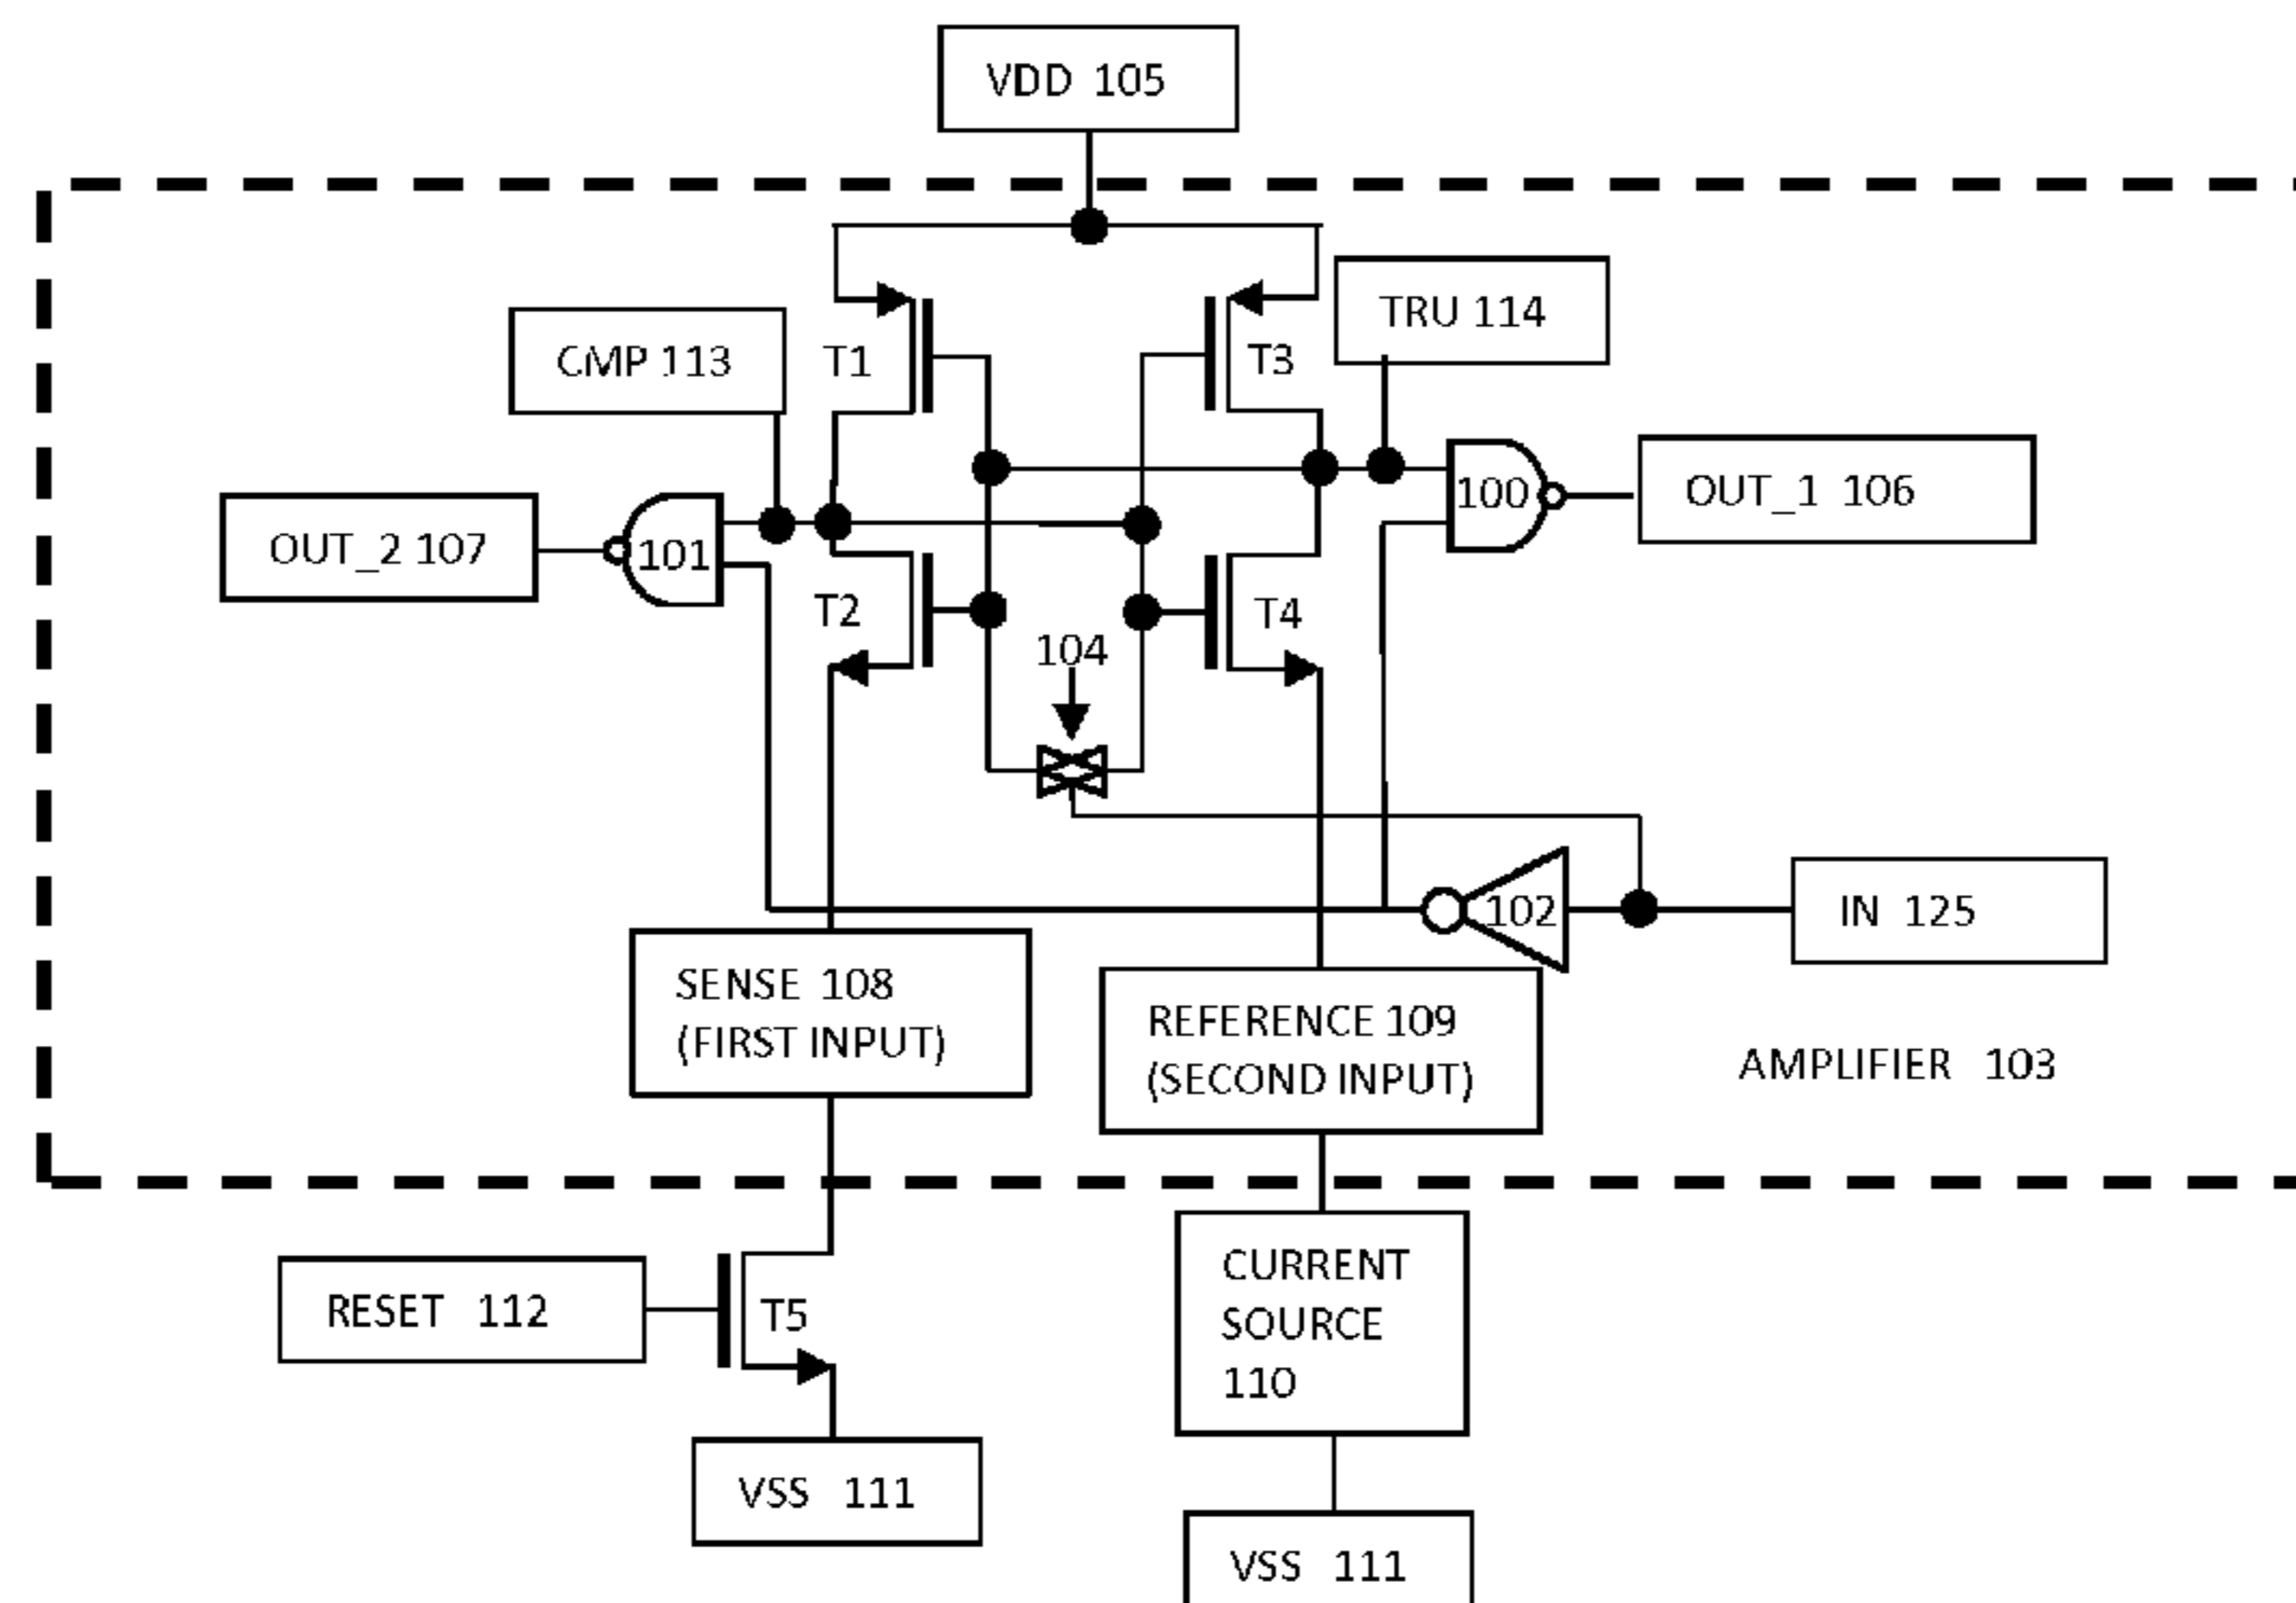 VDD 105
TRU 114
CMP 113
T1
T3
100
OUT_1 106
OUT_2 107
101
T2
T4
104
102
IN 125
SENSE 108
(FIRST INPUT)
REFERENCE 109
(SECOND INPUT)
AMPLIFIER 103
RESET 112
T5
CURRENT
SOURCE
110
VSS 111
VSS 111